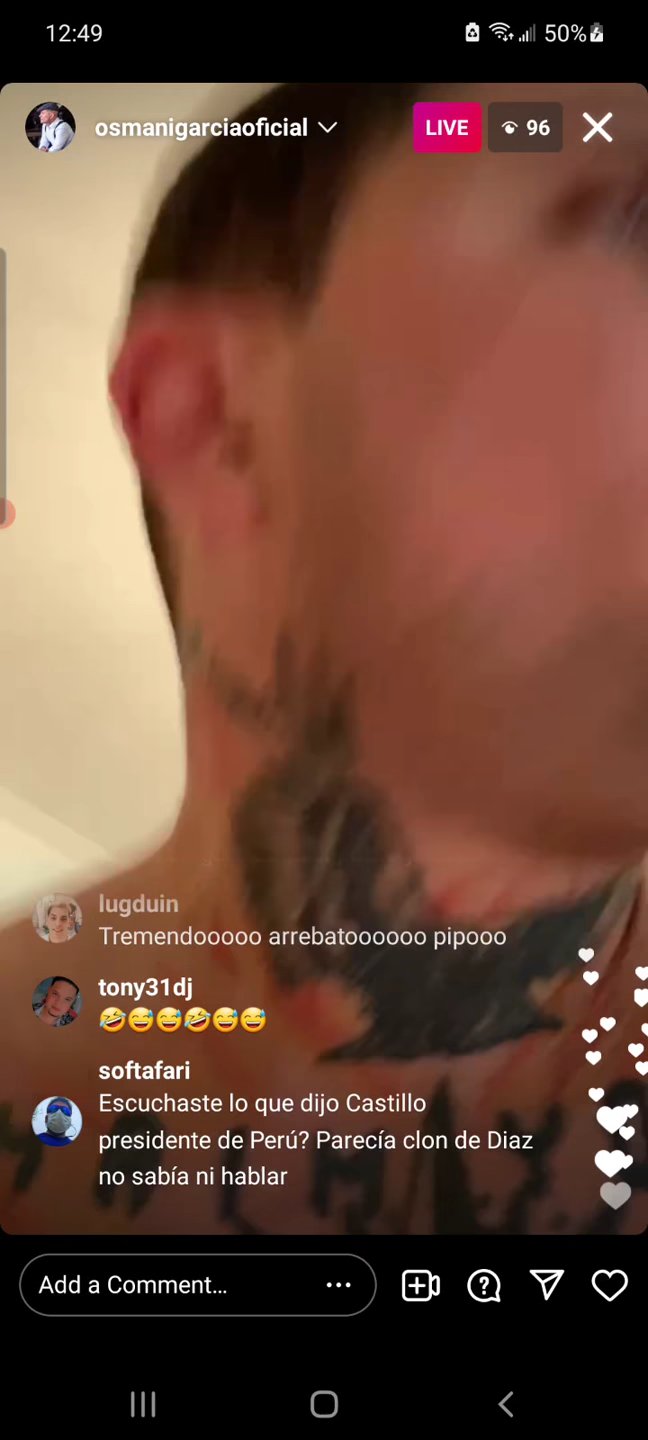 12:49
50%
osmanigarciaoficial
LIVE
96
lugduin
Tremendooooo arrebatoooooo pipooo
tony31dj
🤣😅😅🤣😅😅
softafari
Escuchaste lo que dijo Castillo
presidente de Perú? Parecía clon de Diaz
no sabía ni hablar
Add a Comment...